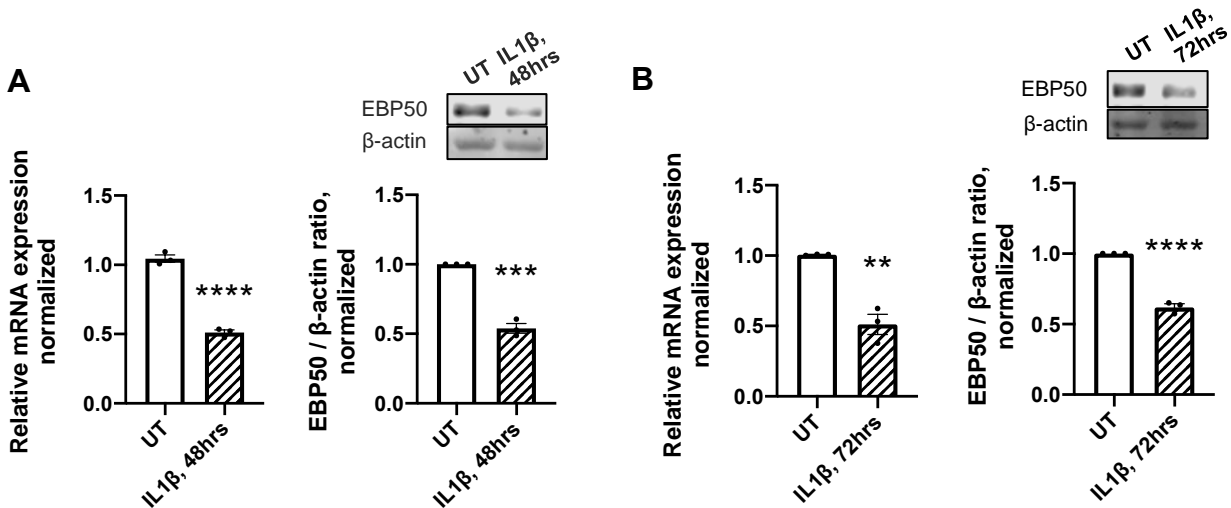 A
UT
IL1β,
48hrs
EBP50
β-actin
Relative mRNA expression
normalized
1.5
1.0
0.5
0.0
****
UT
IL1β, 48hrs
EBP50 / β-actin ratio,
normalized
1.5
1.0
0.5
0.0
***
UT
IL1β, 48hrs
B
UT
IL1β,
72hrs
EBP50
β-actin
Relative mRNA expression
normalized
1.5
1.0
0.5
0.0
**
UT
IL1β, 72hrs
EBP50 / β-actin ratio,
normalized
1.5
1.0
0.5
0.0
****
UT
IL1β, 72hrs